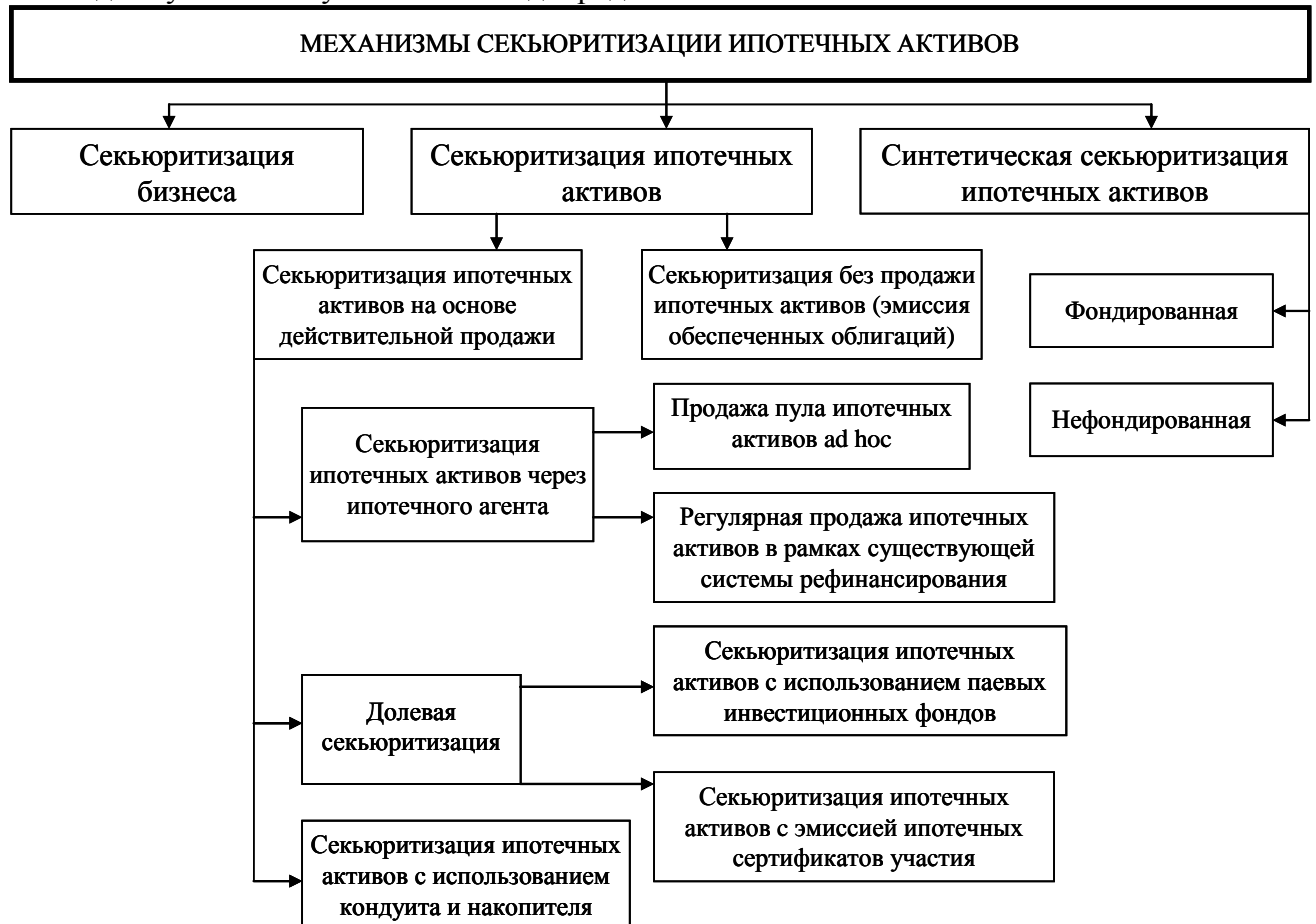 МЕХАНИЗМЫ СЕКЬЮРИТИЗАЦИИ ИПОТЕЧНЫХ АКТИВОВ
Секьюритизация
бизнеса
Секьюритизация ипотечных
активов
Синтетическая секьюритизация
ипотечных активов
Секьюритизация ипотечных
активов на основе
действительной продажи
Секьюритизация без продажи
ипотечных активов (эмиссия
обеспеченных облигаций)
Фондированная
Нефондированная
Секьюритизация
ипотечных активов через
ипотечного агента
Продажа пула ипотечных
активов ad hoc
Регулярная продажа ипотечных
активов в рамках существующей
системы рефинансирования
Долевая
секьюритизация
Секьюритизация ипотечных
активов с использованием паевых
инвестиционных фондов
Секьюритизация ипотечных
активов с эмиссией ипотечных
сертификатов участия
Секьюритизация ипотечных
активов с использованием
кондуита и накопителя